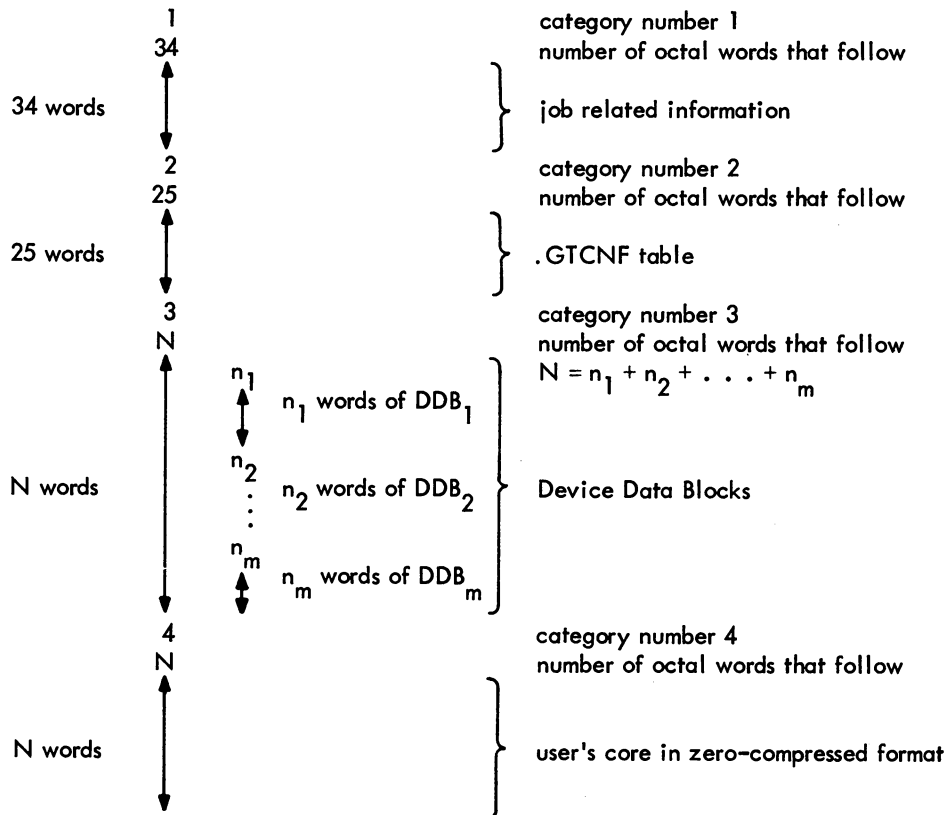 1 category number 1
34 number of octal words that follow
34 words job related information
2 category number 2
25 number of octal words that follow
25 words .GTCNF table
3 category number 3
N number of octal words that follow
n1 N = n1 + n2 + . . . + nm
n1 words of DDB1
n2
N words n2 words of DDB2 Device Data Blocks
.
.
.
nm
nm words of DDBm
4 category number 4
N number of octal words that follow
N words user's core in zero-compressed format